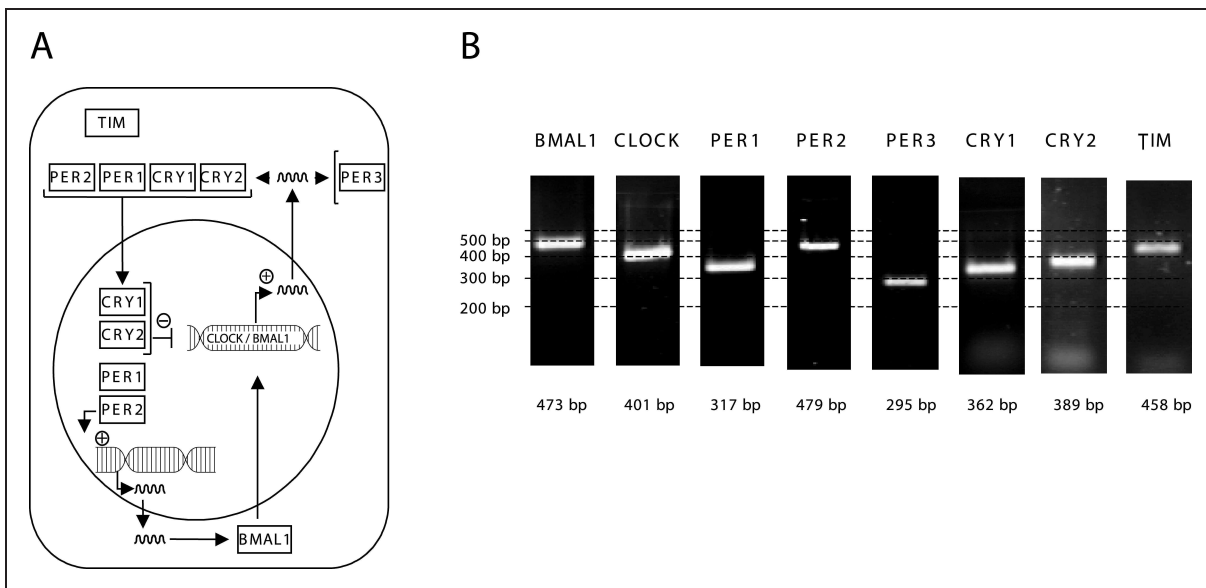 A
TIM
PER2 PER1 CRY1 CRY2 PER3
CRY1
CRY2
CLOCK / BMAL1
PER1
PER2
BMAL1
B
BMAL1 CLOCK PER1 PER2 PER3 CRY1 CRY2 TIM
500 bp
400 bp
300 bp
200 bp
473 bp 401 bp 317 bp 479 bp 295 bp 362 bp 389 bp 458 bp